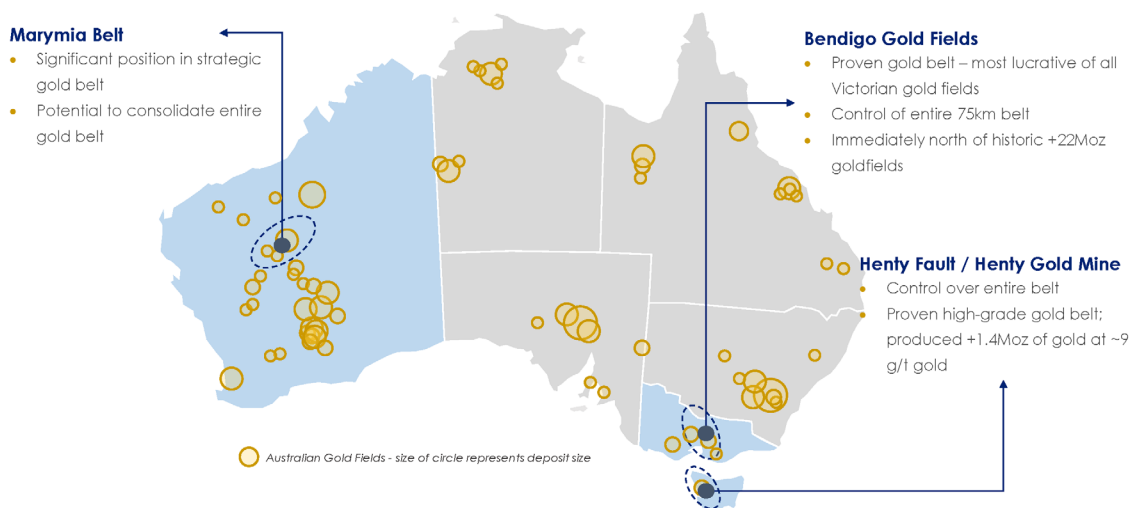 Marymia Belt
• Significant position in strategic
gold belt
• Potential to consolidate entire
gold belt
Bendigo Gold Fields
• Proven gold belt – most lucrative of all
Victorian gold fields
• Control of entire 75km belt
• Immediately north of historic +22Moz
goldfields
Henty Fault / Henty Gold Mine
• Control over entire belt
• Proven high-grade gold belt;
produced +1.4Moz of gold at ~9
g/t gold
Australian Gold Fields - size of circle represents deposit size